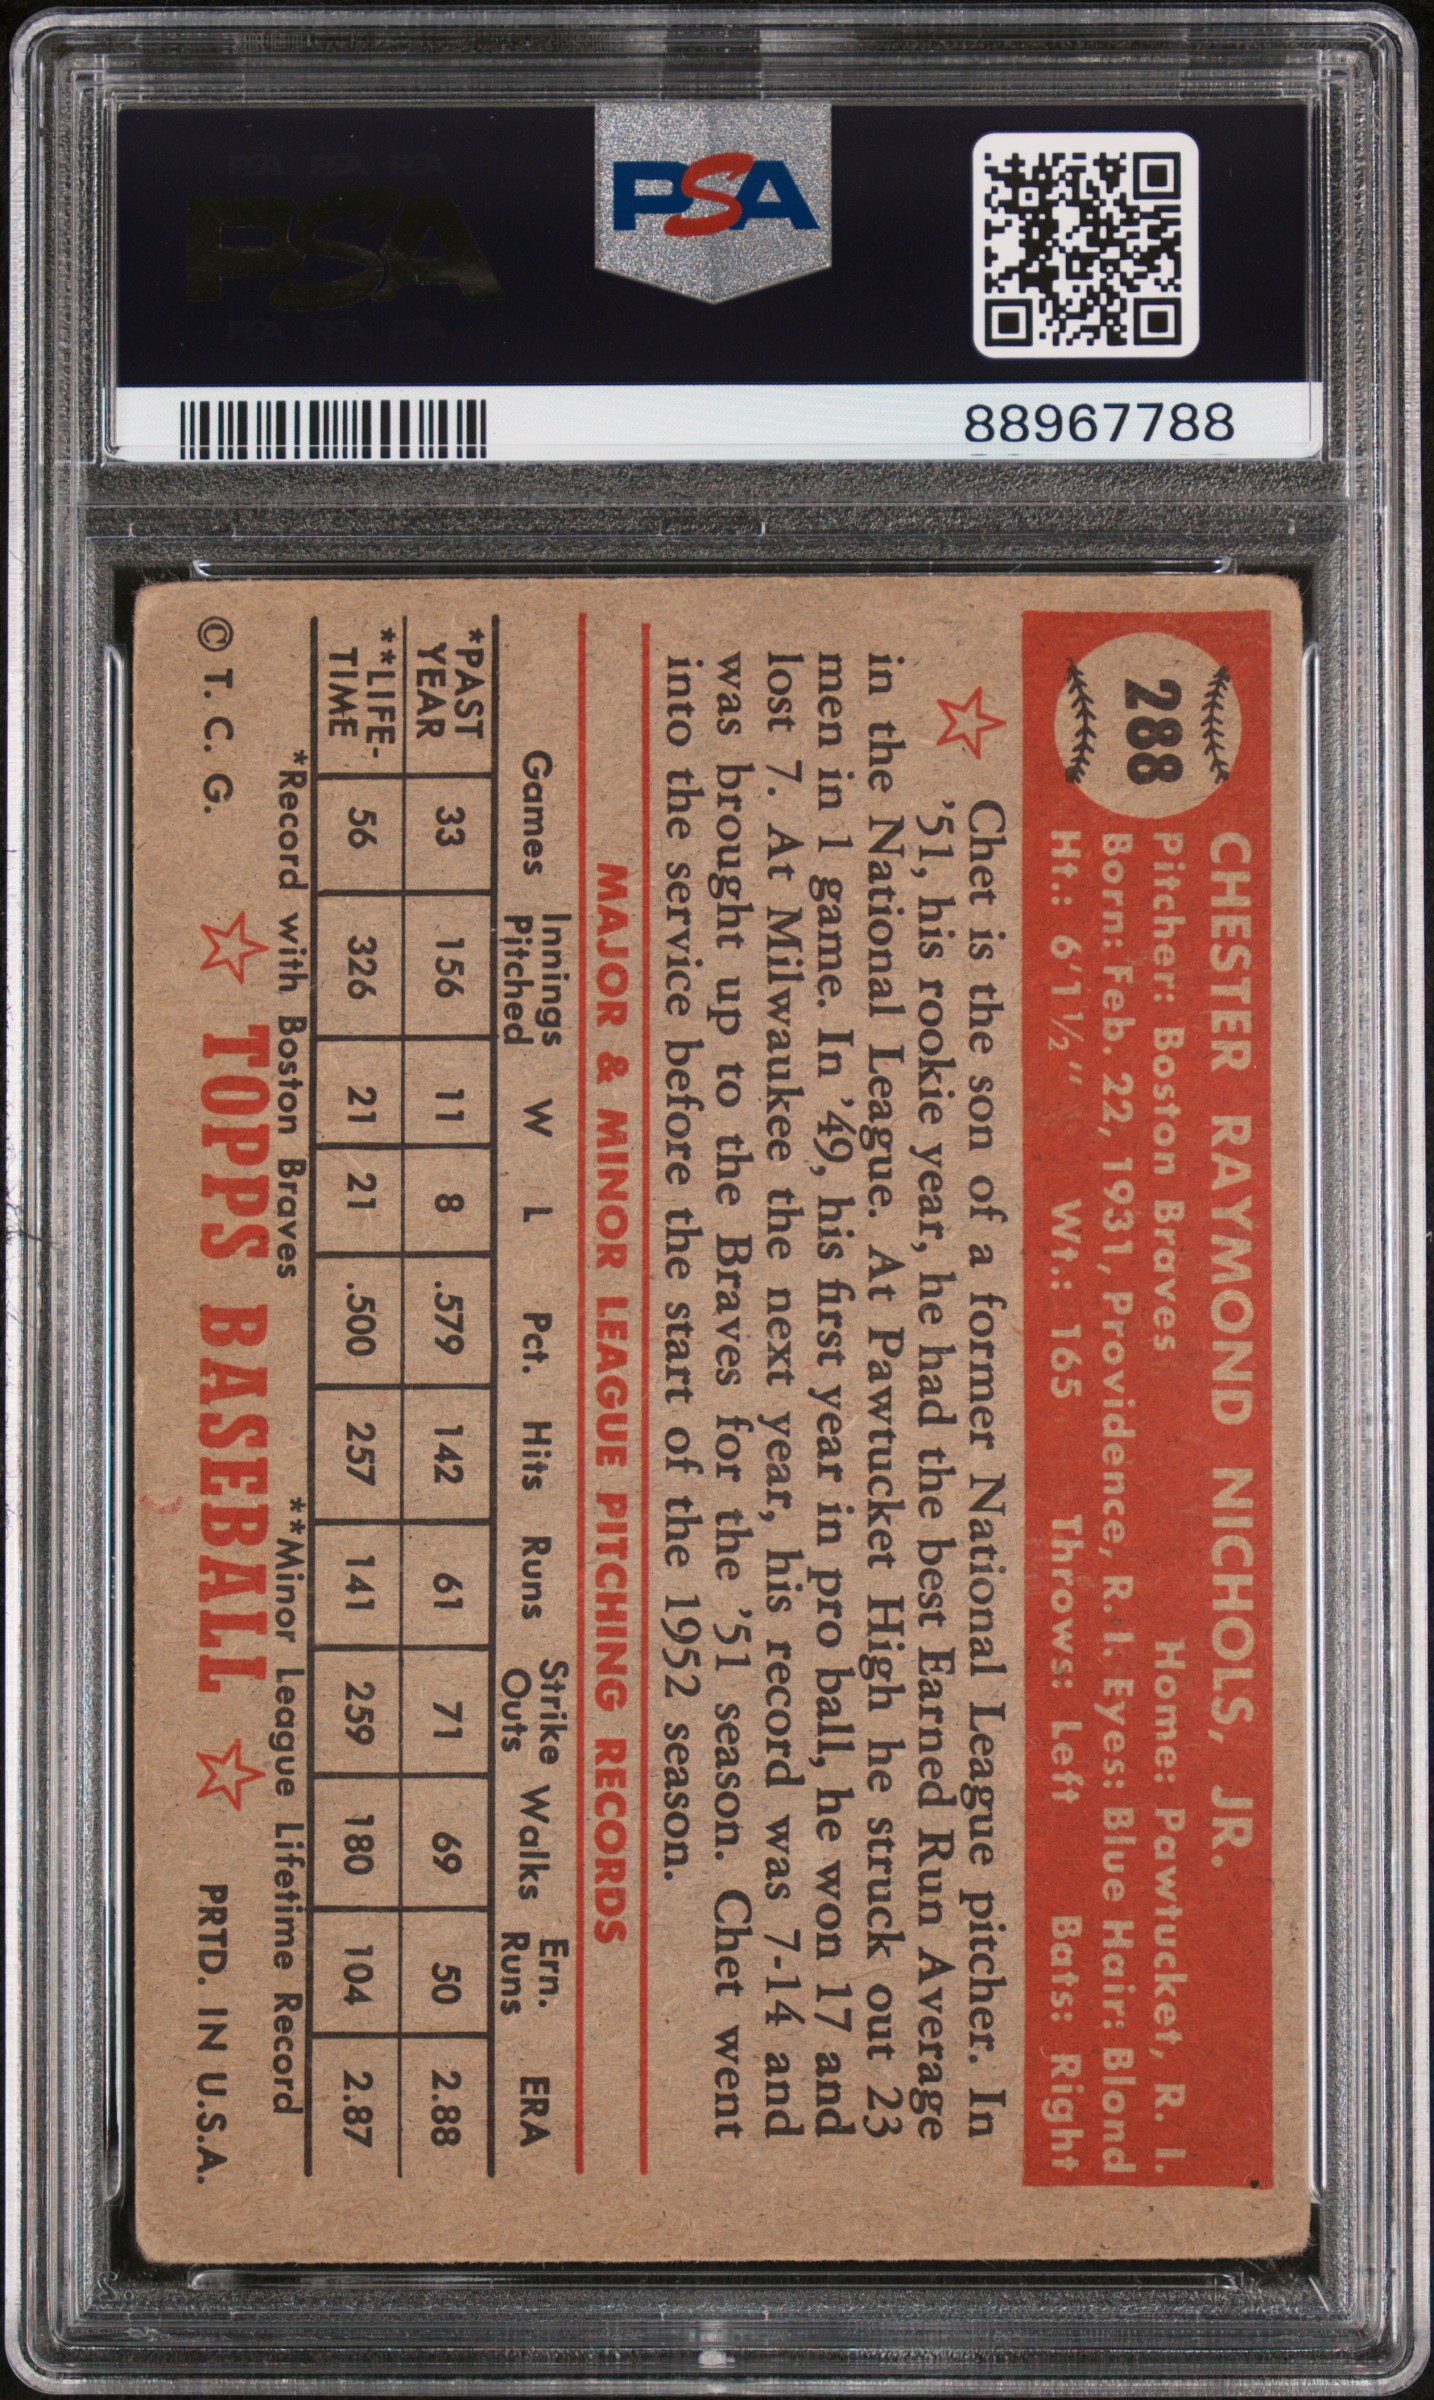 PSA
PSA PSA PSA
PSA
PSA PSA PSA
88967788
288
CHESTER RAYMOND NICHOLS, JR.
Pitcher: Boston Braves Home: Pawtucket, R. I.
Born: Feb. 22, 1931, Providence, R. I. Eyes: Blue Hair: Blond
Ht.: 6'1½" Wt.: 165 Throws: Left Bats: Right
Chet is the son of a former National League pitcher. In
'51, his rookie year, he had the best Earned Run Average
in the National League. At Pawtucket High he struck out 23
men in 1 game. In '49, his first year in pro ball, he won 17 and
lost 7. At Milwaukee the next year, his record was 7-14 and
was brought up to the Braves for the '51 season. Chet went
into the service before the start of the 1952 season.
MAJOR & MINOR LEAGUE PITCHING RECORDS
Games Innings Pitched W L Pct. Hits Runs Strike Outs Walks Ern. Runs ERA
*PAST YEAR 33 156 11 8 .579 142 61 71 69 50 2.88
**LIFE-TIME 56 326 21 21 .500 257 141 259 180 104 2.87
*Record with Boston Braves **Minor League Lifetime Record
© T. C. G. TOPPS BASEBALL PRTD. IN U.S.A.